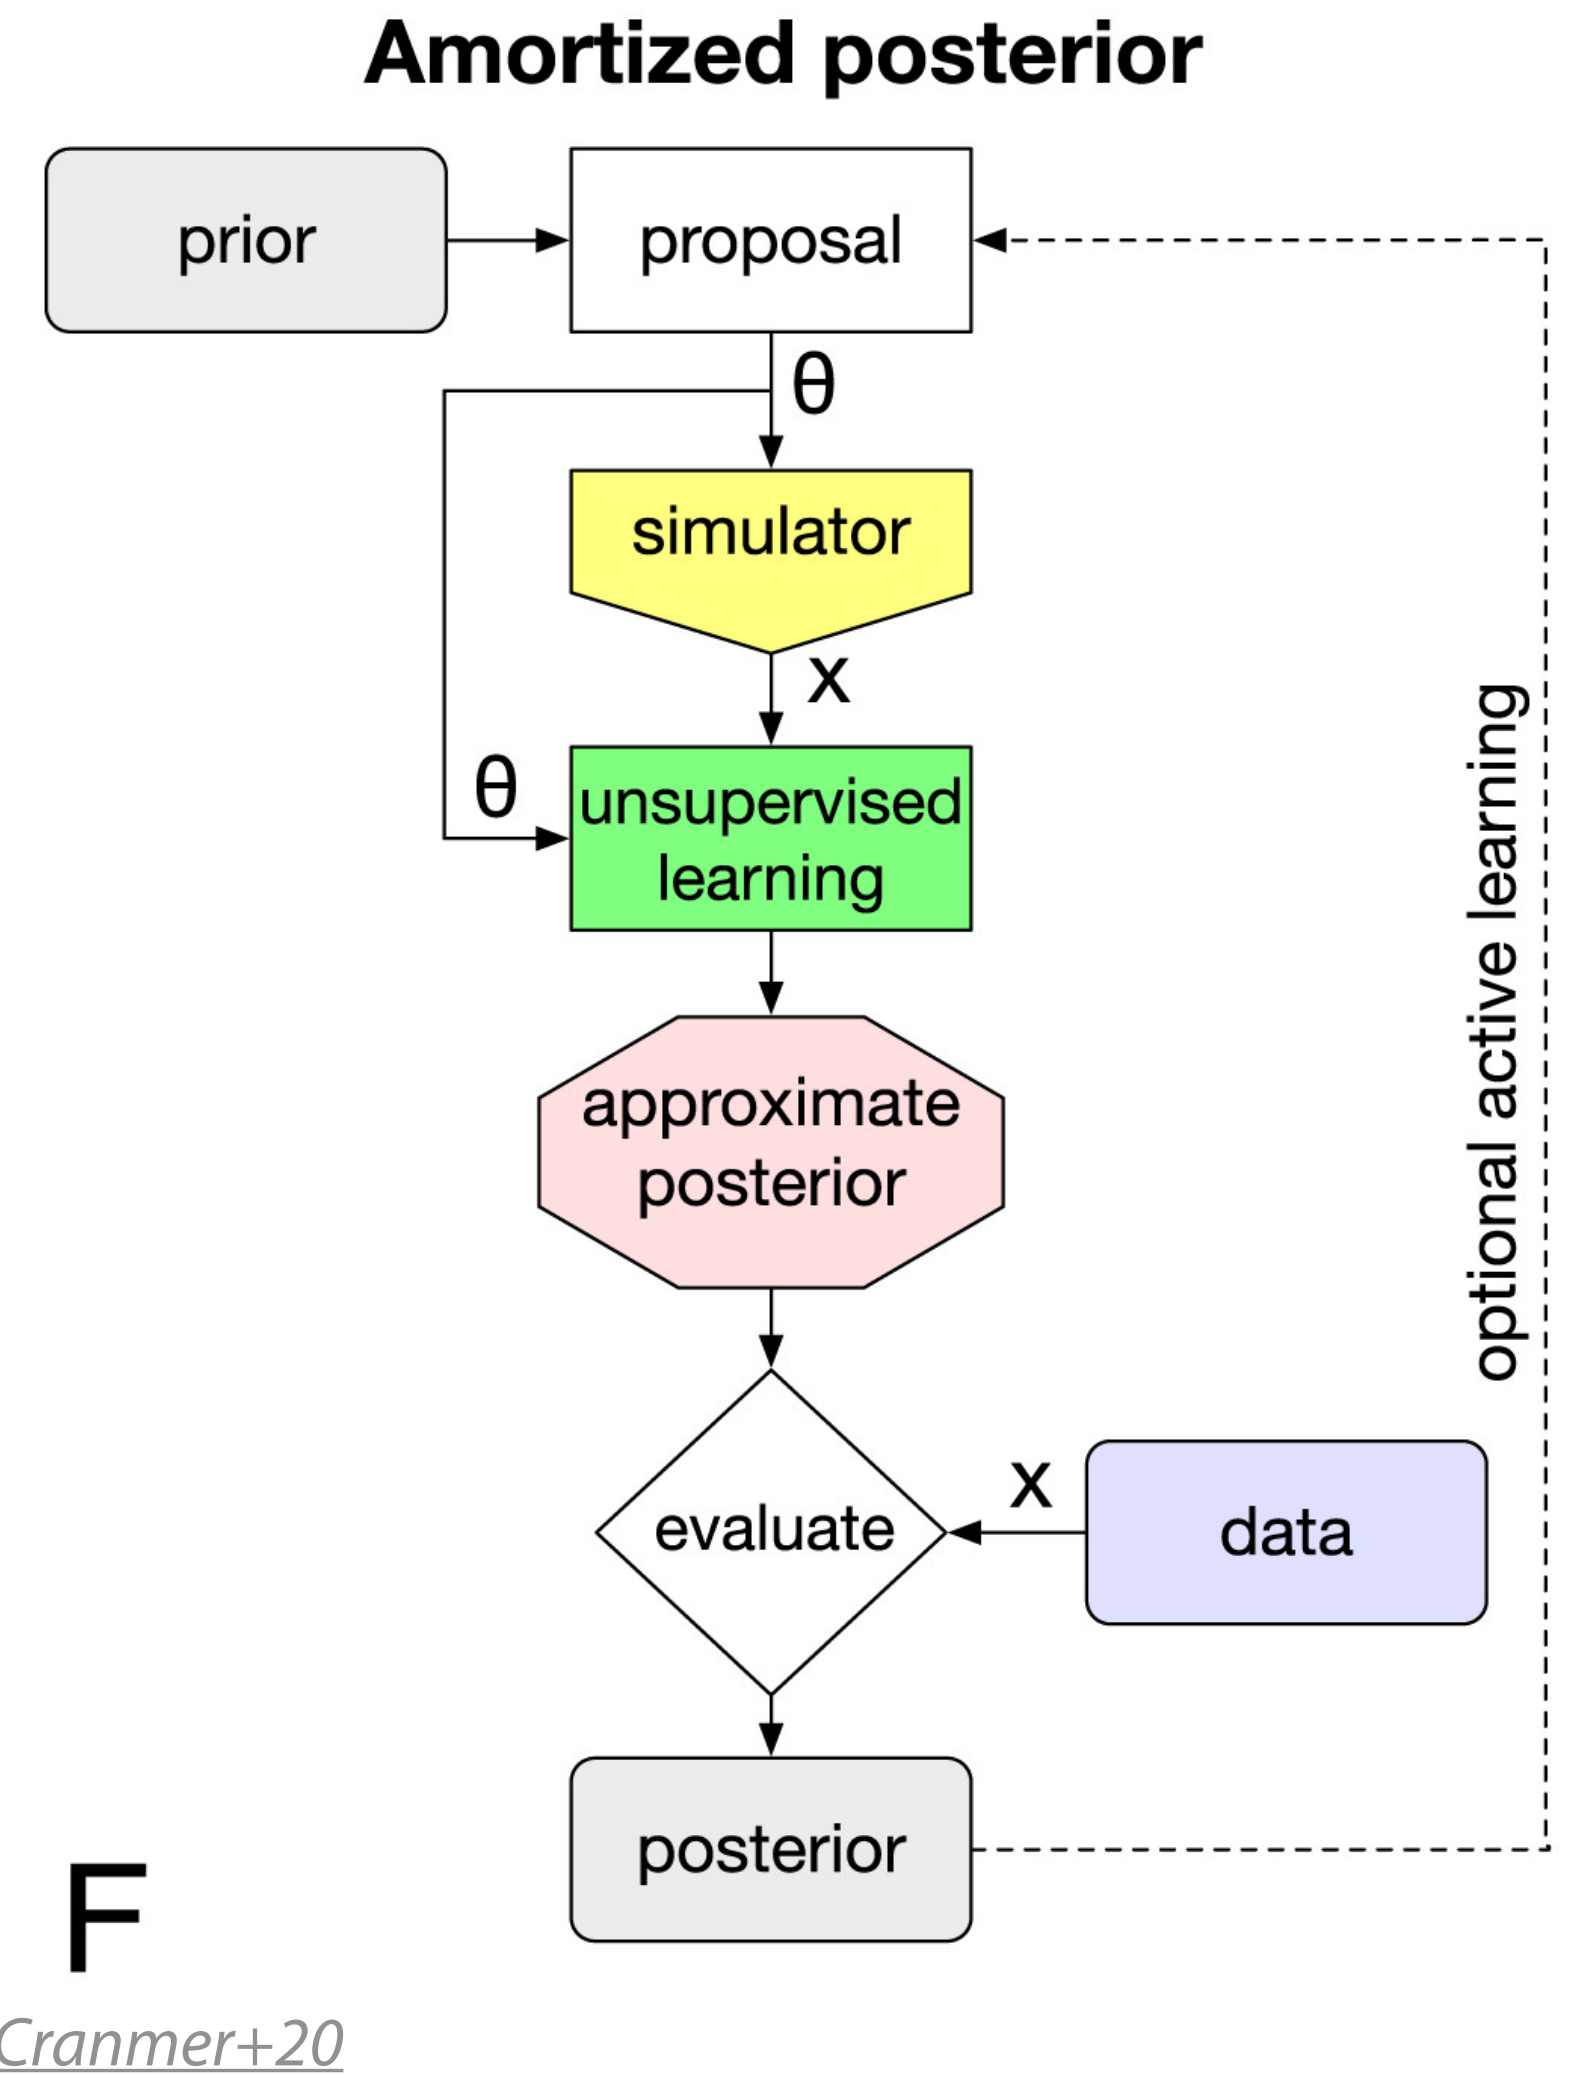 Amortized posterior
prior
proposal
θ
simulator
x
θ
unsupervised
learning
approximate
posterior
optional active learning
evaluate
x
data
posterior
F
Cranmer+20